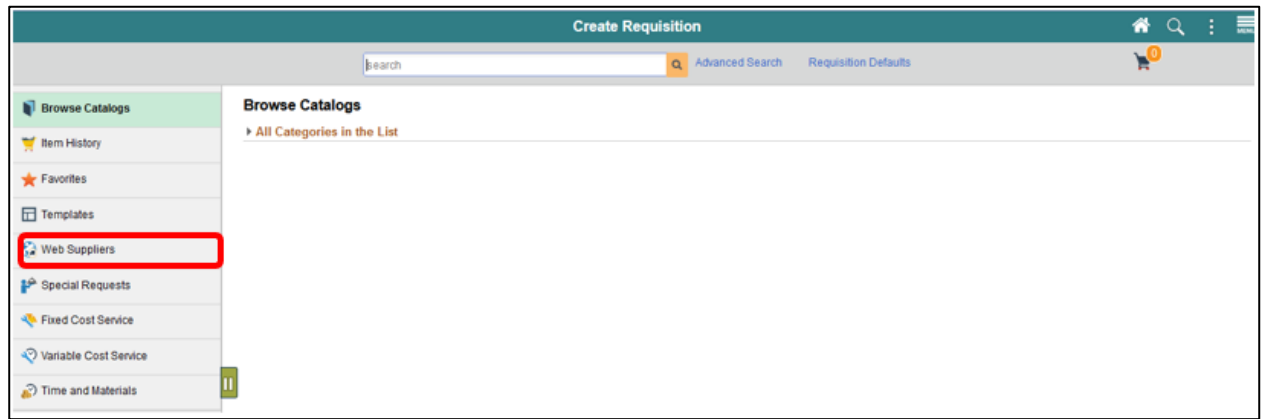 Create Requisition
MENU
search
Advanced Search
Requisition Defaults
0
Browse Catalogs
Item History
Favorites
Templates
Web Suppliers
Special Requests
Fixed Cost Service
Variable Cost Service
Time and Materials
Browse Catalogs
All Categories in the List